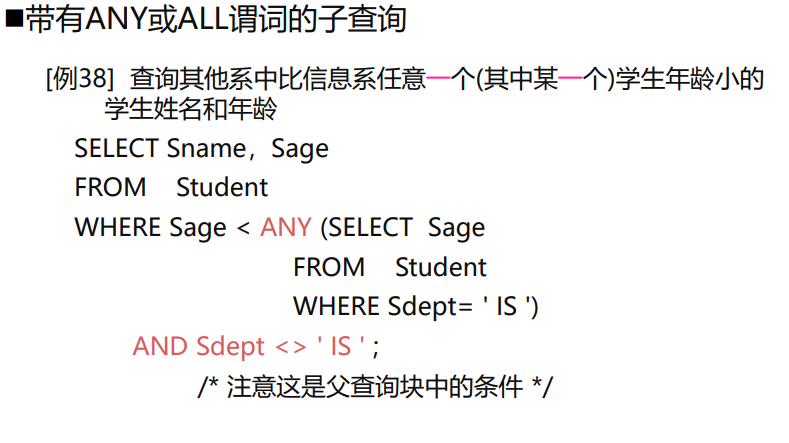 ■带有ANY或ALL谓词的子查询
[例38] 查询其他系中比信息系任意一个(其中某一个)学生年龄小的
学生姓名和年龄
SELECT Sname，Sage
FROM Student
WHERE Sage < ANY (SELECT Sage
FROM Student
WHERE Sdept= ' IS ')
AND Sdept <> ' IS ' ;
/* 注意这是父查询块中的条件 */